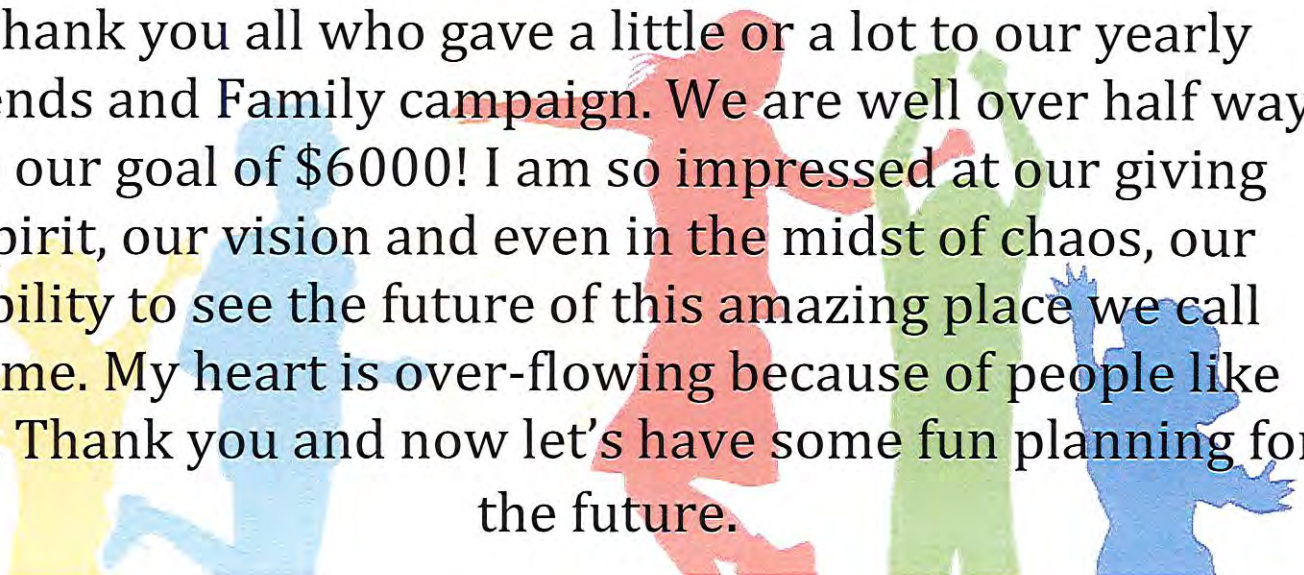 hank you all who gave a little or a lot to our yearly
ends and Family campaign. We are well over half way
our goal of $6000! I am so impressed at our giving
pirit, our vision and even in the midst of chaos, our
bility to see the future of this amazing place we call
me. My heart is over-flowing because of people like
Thank you and now let's have some fun planning for
the future.